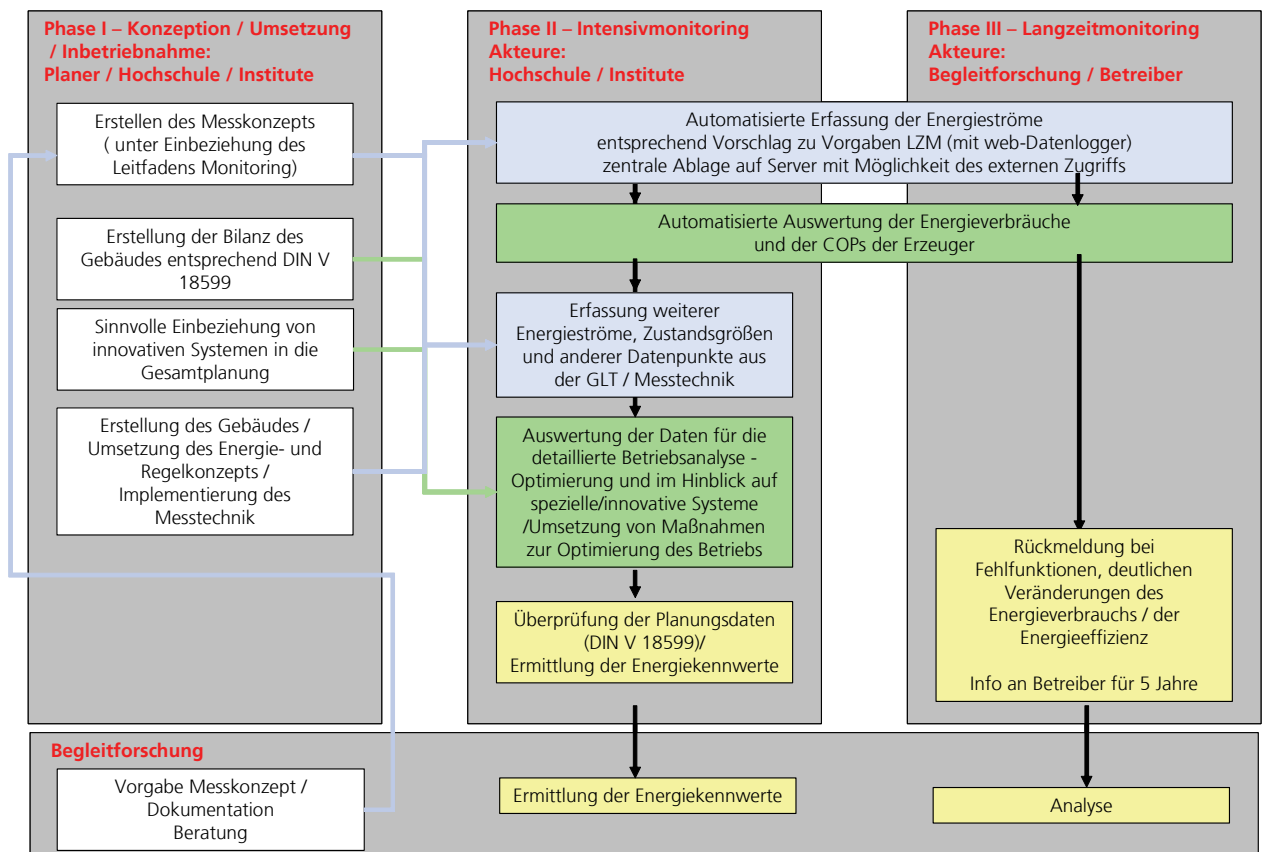 Phase I – Konzeption / Umsetzung
/ Inbetriebnahme:
Planer / Hochschule / Institute
Erstellen des Messkonzepts
( unter Einbeziehung des
Leitfadens Monitoring)
Erstellung der Bilanz des
Gebäudes entsprechend DIN V
18599
Sinnvolle Einbeziehung von
innovativen Systemen in die
Gesamtplanung
Erstellung des Gebäudes /
Umsetzung des Energie- und
Regelkonzepts /
Implementierung des
Messtechnik
Phase II – Intensivmonitoring
Akteure:
Hochschule / Institute
Phase III – Langzeitmonitoring
Akteure:
Begleitforschung / Betreiber
Automatisierte Erfassung der Energieströme
entsprechend Vorschlag zu Vorgaben LZM (mit web-Datenlogger)
zentrale Ablage auf Server mit Möglichkeit des externen Zugriffs
Automatisierte Auswertung der Energieverbräuche
und der COPs der Erzeuger
Erfassung weiterer
Energieströme, Zustandsgrößen
und anderer Datenpunkte aus
der GLT / Messtechnik
Auswertung der Daten für die
detaillierte Betriebsanalyse -
Optimierung und im Hinblick auf
spezielle/innovative Systeme
/Umsetzung von Maßnahmen
zur Optimierung des Betriebs
Überprüfung der Planungsdaten
(DIN V 18599)/
Ermittlung der Energiekennwerte
Rückmeldung bei
Fehlfunktionen, deutlichen
Veränderungen des
Energieverbrauchs / der
Energieeffizienz
Info an Betreiber für 5 Jahre
Begleitforschung
Vorgabe Messkonzept /
Dokumentation
Beratung
Ermittlung der Energiekennwerte
Analyse